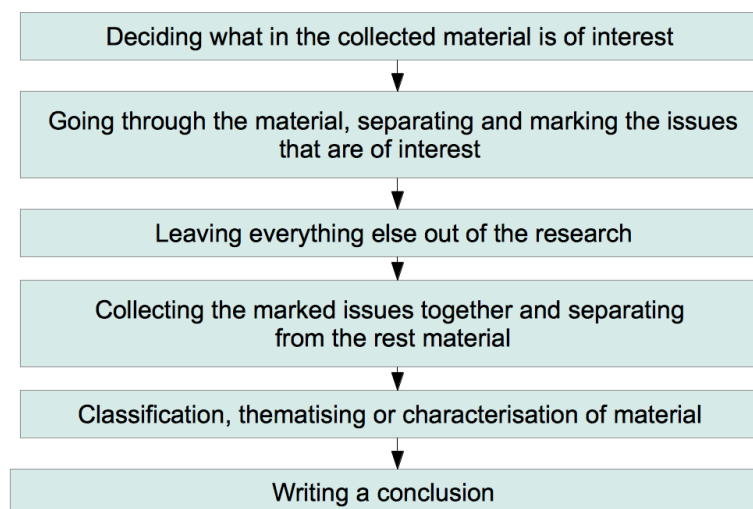 Deciding what in the collected material is of interest
Going through the material, separating and marking the issues
that are of interest
Leaving everything else out of the research
Collecting the marked issues together and separating
from the rest material
Classification, thematising or characterisation of material
Writing a conclusion